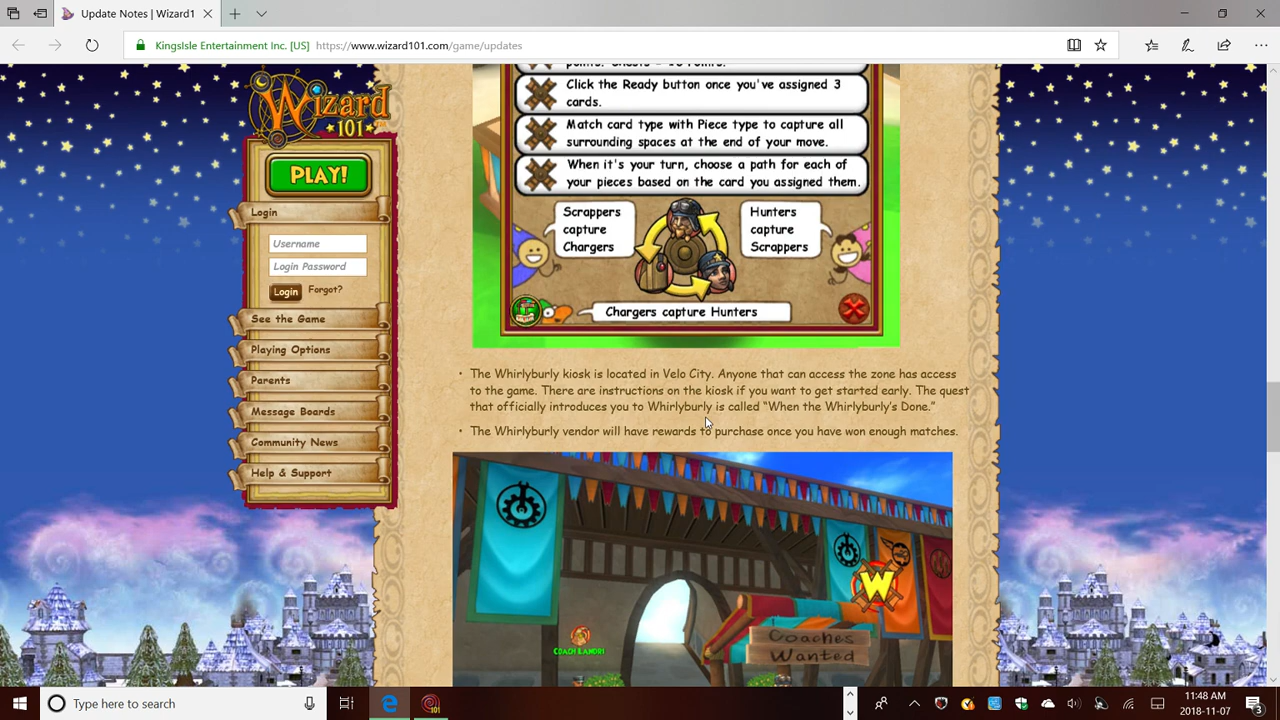 Update Notes | Wizard1
KingsIsle Entertainment Inc. [US] https://www.wizard101.com/game/updates
Wizard
101
PLAY!
Login
Username
Login Password
Login Forgot?
See the Game
Playing Options
Parents
Message Boards
Community News
Help & Support
Click the Ready button once you've assigned 3
cards.
Match card type with Piece type to capture all
surrounding spaces at the end of your move.
When it's your turn, choose a path for each of
your pieces based on the card you assigned them.
Scrappers
capture
Chargers
Hunters
capture
Scrappers
Chargers capture Hunters
• The Whirlyburly kiosk is located in Velo City. Anyone that can access the zone has access
to the game. There are instructions on the kiosk if you want to get started early. The quest
that officially introduces you to Whirlyburly is called “When the Whirlyburly's Done.”
• The Whirlyburly vendor will have rewards to purchase once you have won enough matches.
W
Coaches
Wanted
COACH LANDRI
Type here to search
11:48 AM
2018-11-07
3